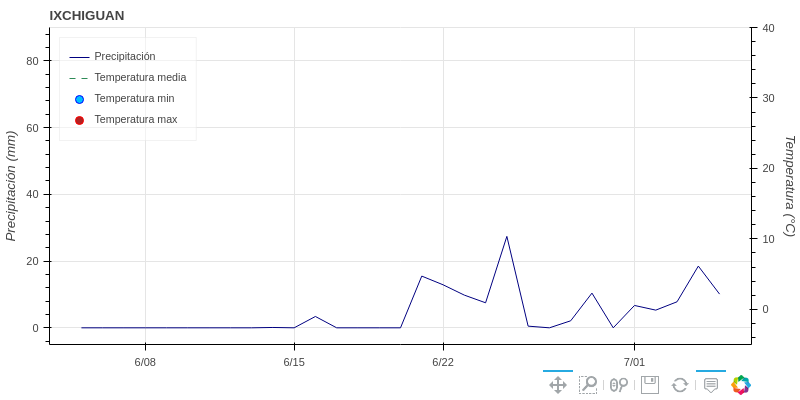 IXCHIGUAN
Precipitación
Temperatura media
Temperatura min
Temperatura max
Precipitación (mm)
80
60
40
20
0
Temperatura (°C)
40
30
20
10
0
6/08
6/15
6/22
7/01